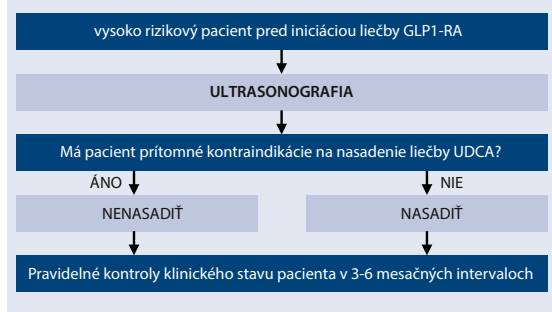 vysoko rizikový pacient pred iniciáciou liečby GLP1-RA
ULTRASONOGRAFIA
Má pacient prítomné kontraindikácie na nasadenie liečby UDCA?
ÁNO
NIE
NENASADIŤ
NASADIŤ
Pravidelné kontroly klinického stavu pacienta v 3-6 mesačných intervaloch